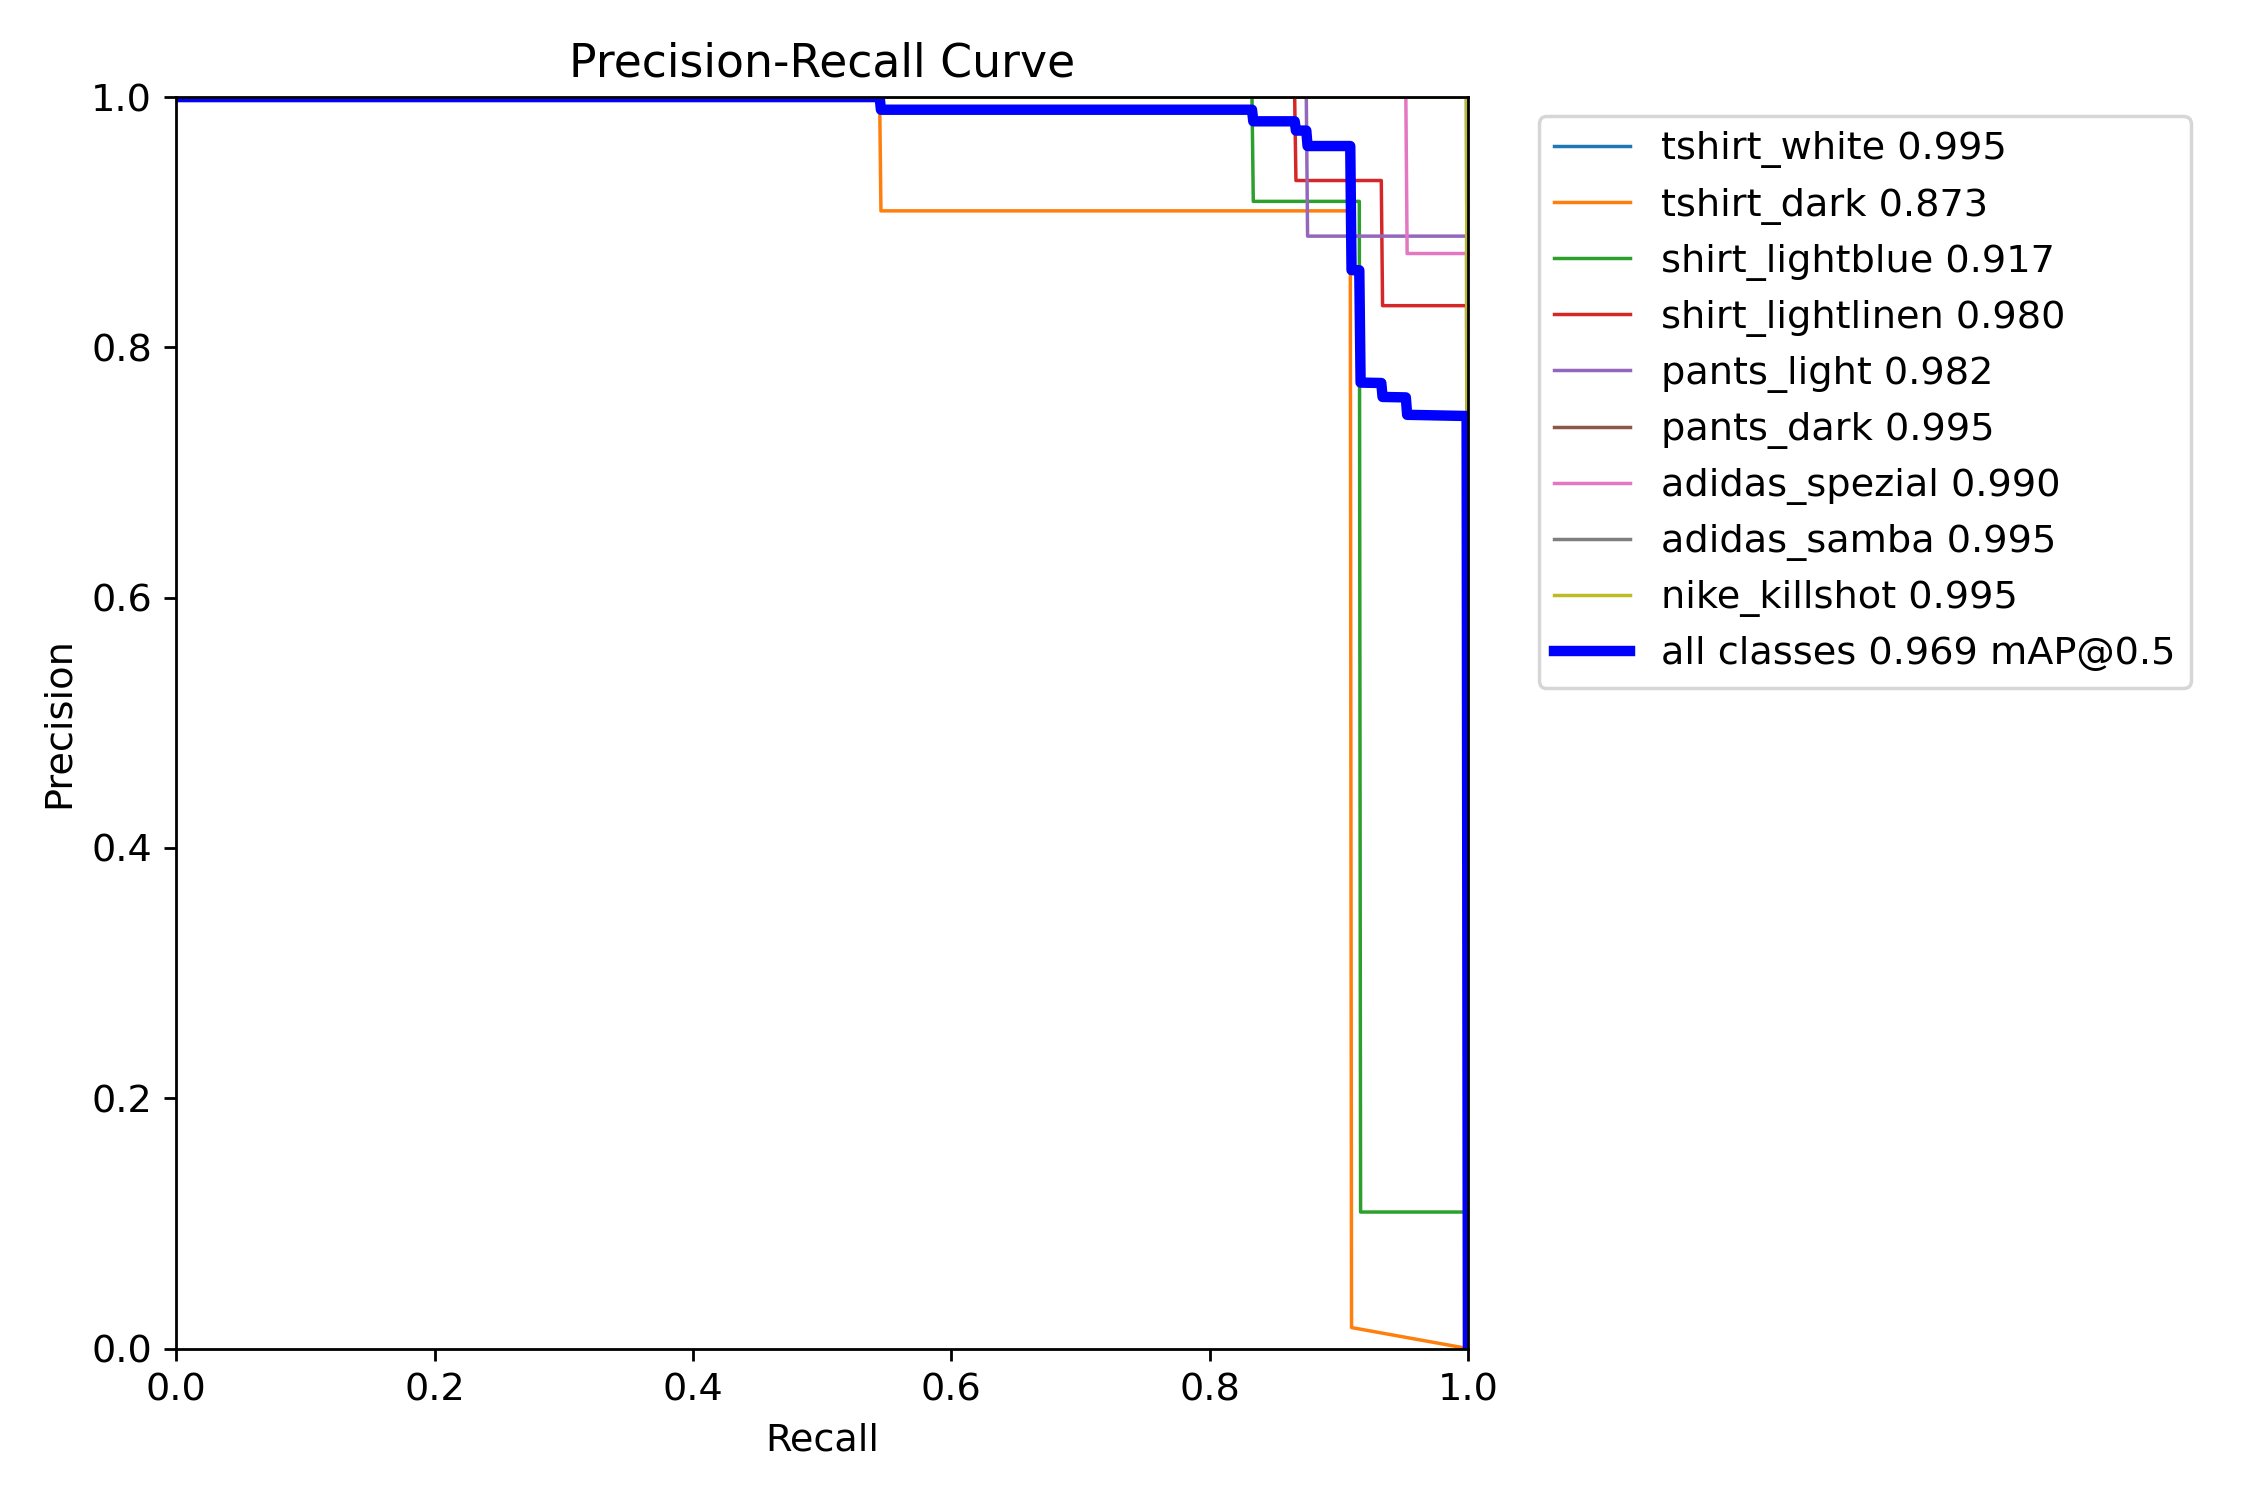 Precision-Recall Curve
1.0
0.8
0.6
0.4
0.2
0.0
Precision
0.0 0.2 0.4 0.6 0.8 1.0
Recall
tshirt_white 0.995
tshirt_dark 0.873
shirt_lightblue 0.917
shirt_lightlinen 0.980
pants_light 0.982
pants_dark 0.995
adidas_spezial 0.990
adidas_samba 0.995
nike_killshot 0.995
all classes 0.969 mAP@0.5